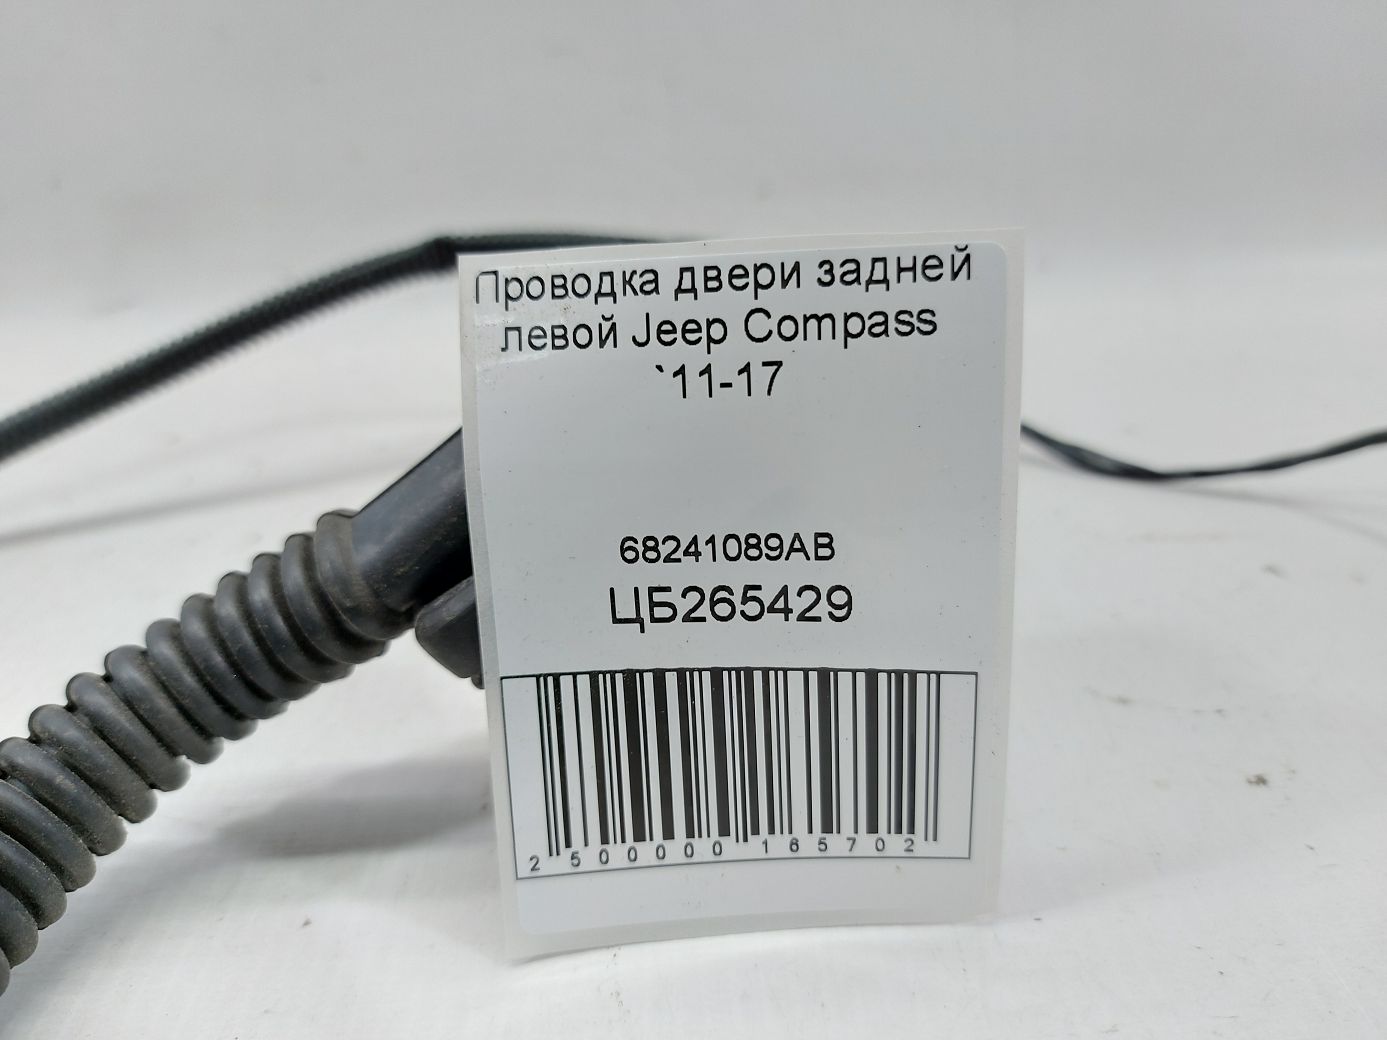 Проводка двери задней
левой Jeep Compass
`11-17
68241089AB
ЦБ265429
2 500000 165702